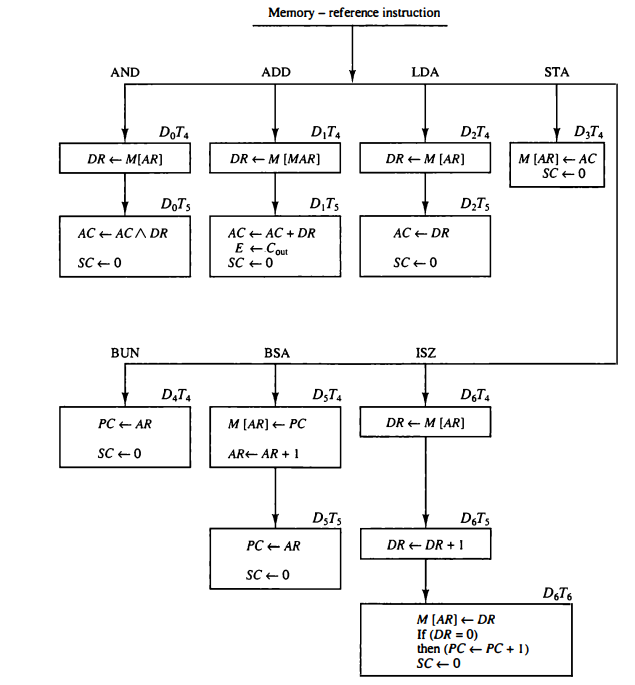 Memory – reference instruction
AND ADD LDA STA
D₀T₄ D₁T₄ D₂T₄ D₃T₄
DR ← M[AR] DR ← M [MAR] DR ← M [AR] M [AR] ← AC
SC ← 0
D₀T₅ D₁T₅ D₂T₅
AC ← AC ∧ DR AC ← AC + DR AC ← DR
E ← Cout
SC ← 0 SC ← 0 SC ← 0
BUN BSA ISZ
D₄T₄ D₅T₄ D₆T₄
PC ← AR M [AR] ← PC DR ← M [AR]
SC ← 0 AR ← AR + 1
D₅T₅ D₆T₅
PC ← AR DR ← DR + 1
SC ← 0
D₆T₆
M [AR] ← DR
If (DR = 0)
then (PC ← PC + 1)
SC ← 0